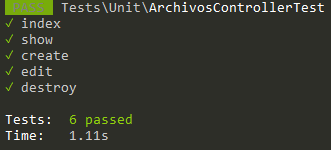 PASS Tests\Unit\ArchivosControllerTest
✓ index
✓ show
✓ create
✓ edit
✓ destroy
Tests: 6 passed
Time: 1.11s